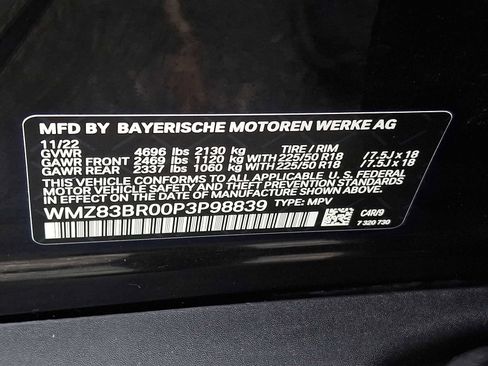 MFD BY BAYERISCHE MOTOREN WERKE AG
11/22
GVWR 4696 lbs 2130 kg TIRE / RIM
GAWR FRONT 2469 lbs 1120 kg WITH 225/50 R18 / 7.5J x 18
GAWR REAR 2337 lbs 1060 kg WITH 225/50 R18 / 7.5J x 18
THIS VEHICLE CONFORMS TO ALL APPLICABLE U.S. FEDERAL
MOTOR VEHICLE SAFETY, BUMPER, AND THEFT PREVENTION STANDARDS
IN EFFECT ON THE DATE OF MANUFACTURE SHOWN ABOVE.
WMZ83BR00P3P98839 TYPE: MPV
C4R/9
7 320 730